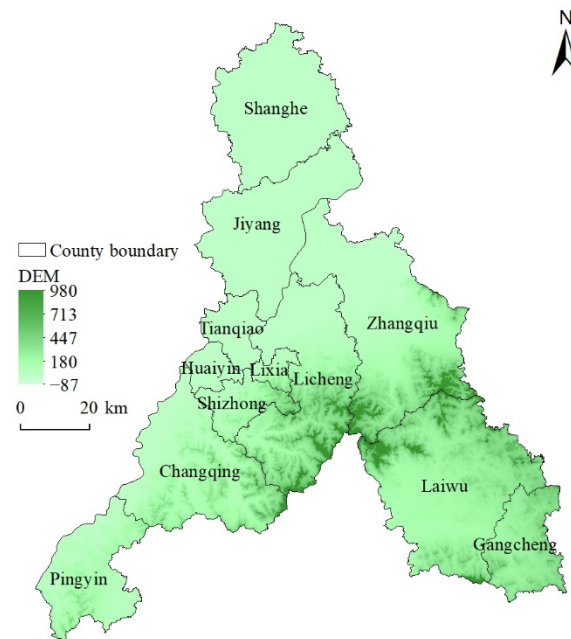 N
Shanghe
Jiyang
County boundary
DEM
980
713
447
180
−87
0 20 km
Tianqiao
Zhangqiu
Huaiyin
Lixia
Licheng
Shizhong
Changqing
Laiwu
Gangcheng
Pingyin